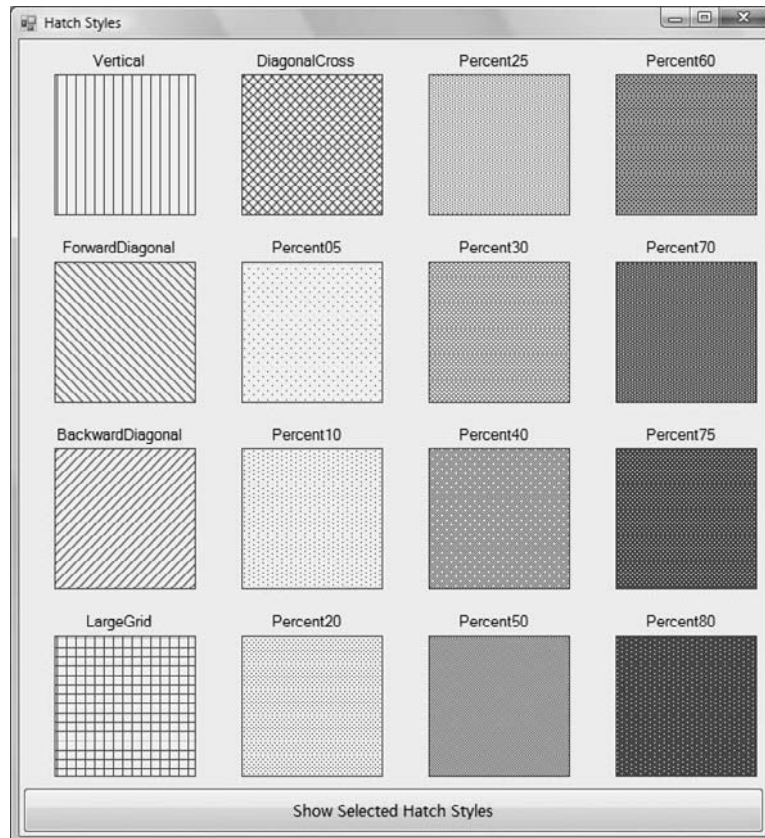 Hatch Styles
Vertical DiagonalCross Percent25 Percent60
ForwardDiagonal Percent05 Percent30 Percent70
BackwardDiagonal Percent10 Percent40 Percent75
LargeGrid Percent20 Percent50 Percent80
Show Selected Hatch Styles